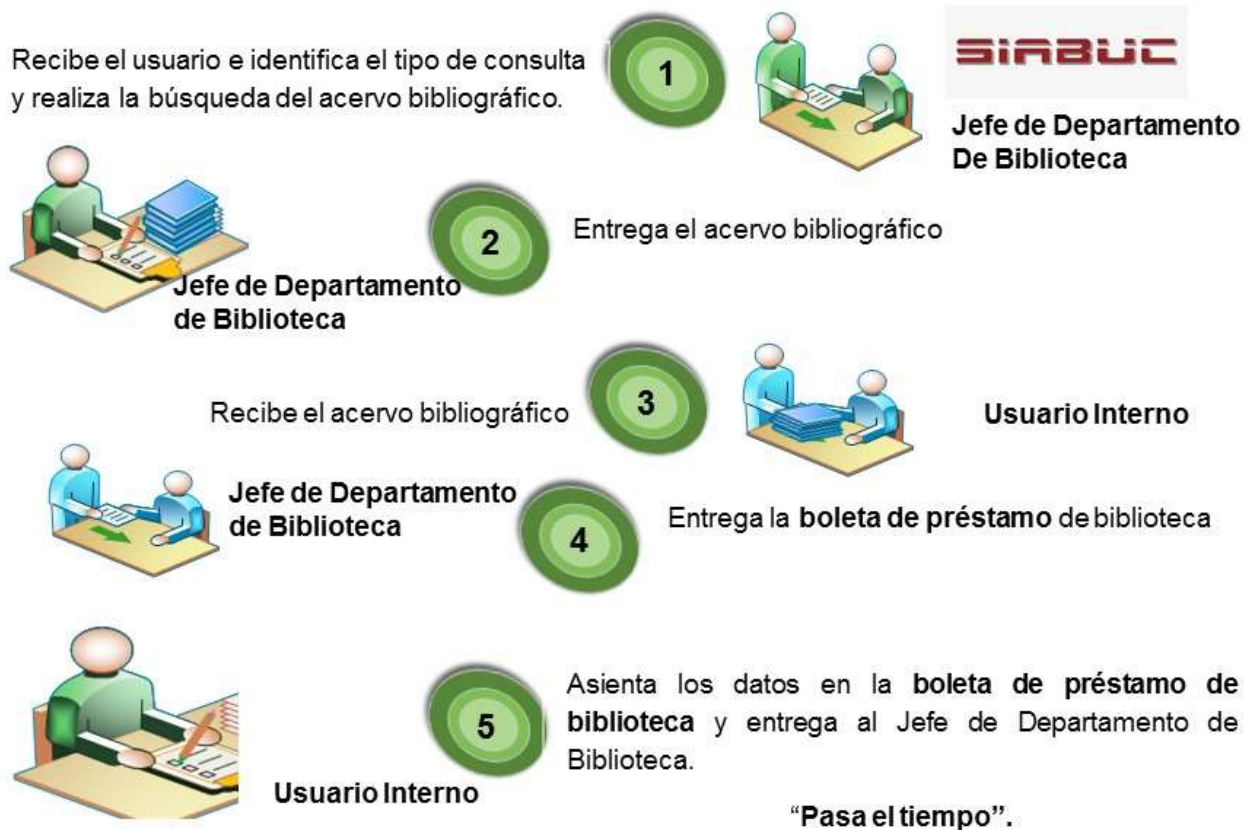 Recibe el usuario e identifica el tipo de consulta
y realiza la búsqueda del acervo bibliográfico.
1
SIABUC
Jefe de Departamento
De Biblioteca
2
Entrega el acervo bibliográfico
Jefe de Departamento
de Biblioteca
Recibe el acervo bibliográfico
3
Usuario Interno
Jefe de Departamento
de Biblioteca
4
Entrega la boleta de préstamo de biblioteca
5
Asienta los datos en la boleta de préstamo de
biblioteca y entrega al Jefe de Departamento de
Biblioteca.
Usuario Interno
“Pasa el tiempo”.